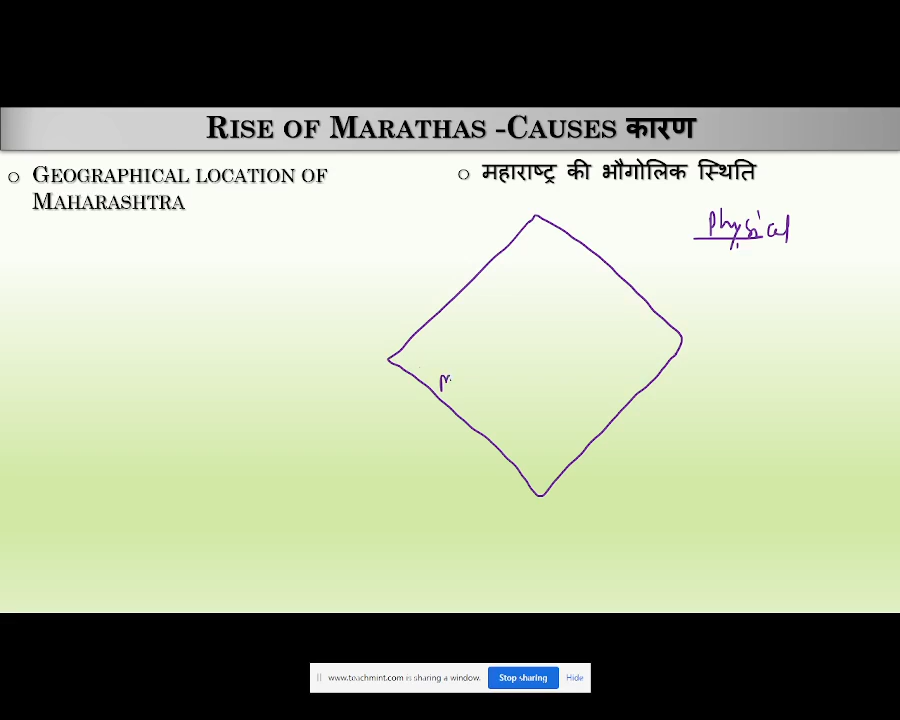 RISE OF MARATHAS -CAUSES कारण
GEOGRAPHICAL LOCATION OF
MAHARASHTRA
महाराष्ट्र की भौगोलिक स्थिति
Physical
www.teachmint.com is sharing a window. Stop sharing Hide